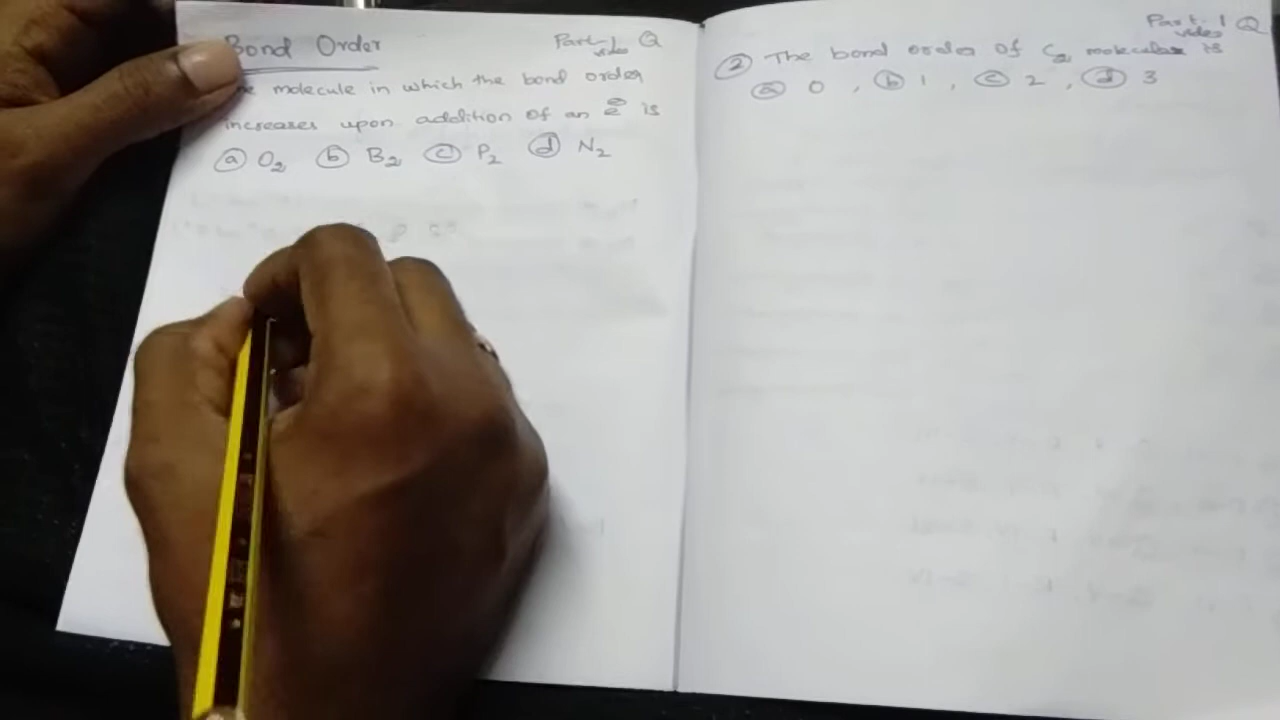 Bond Order
Part-1 Q
video
molecule in which the bond order
increases upon addition of an e is
a O2 b B2 c P2 d N2
Part-1 Q
video
2 The bond order of C2 molecular is
a 0 , b 1 , c 2 , d 3